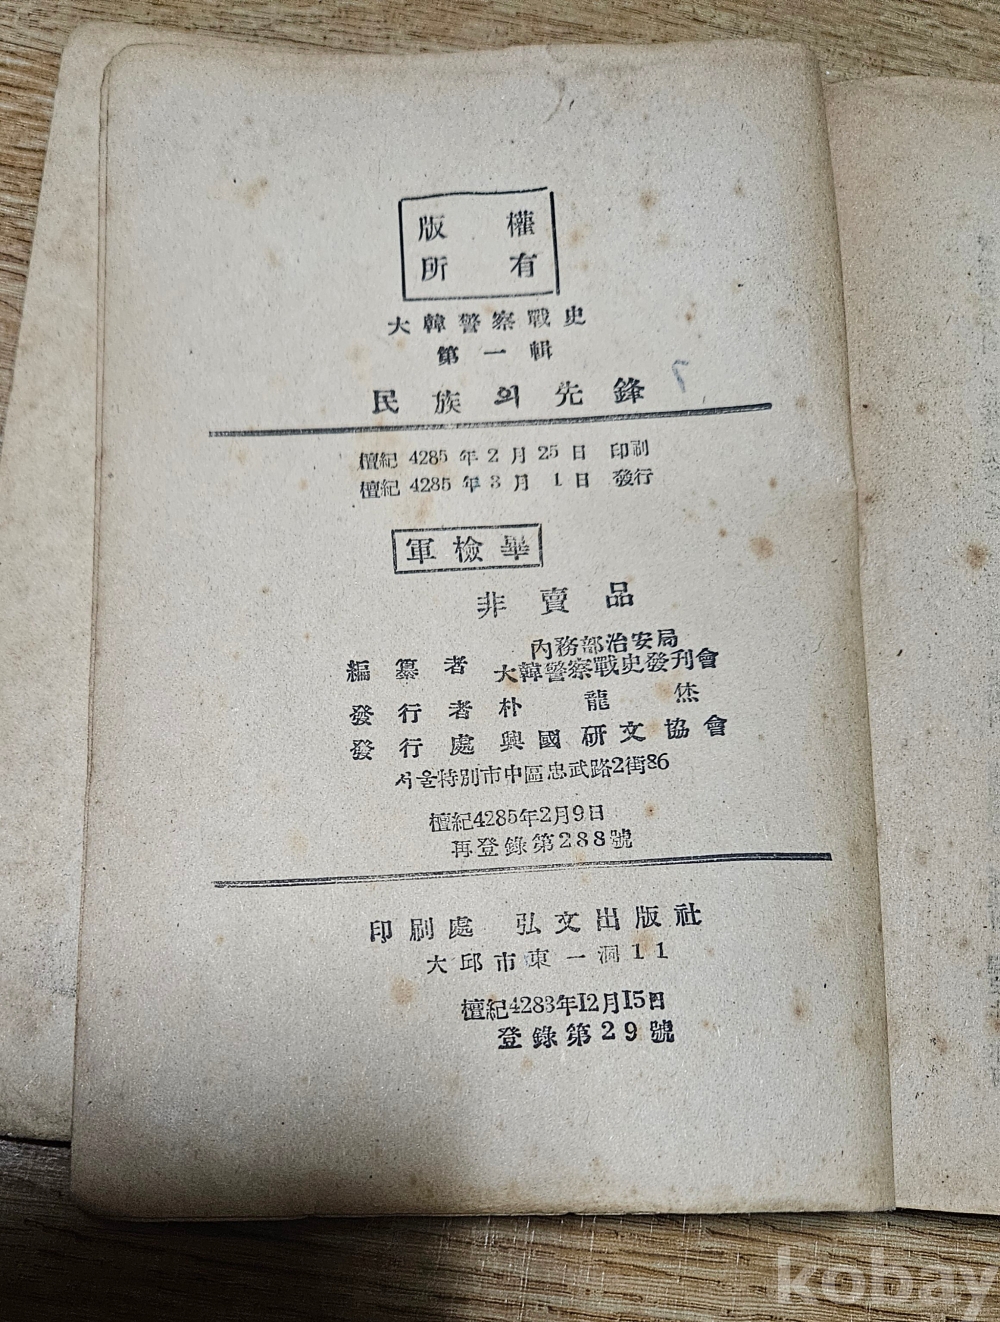 版權
所有
大韓警察戰史
第一輯
民族의先鋒
7
檀紀 4285 年 2 月 25 日 印刷
檀紀 4285 年 3 月 1 日 發行
軍檢畢
非賣品
內務部治安局
編纂者 大韓警察戰史發刊會
發行者 朴龍
發行處 興國硏文協會
서울特別市中區忠武路2街86
檀紀4285年2月9日
再登錄第288號
印刷處 弘文出版社
大邱市東一洞11
檀紀4283年12月15日
登錄第29號
kobay